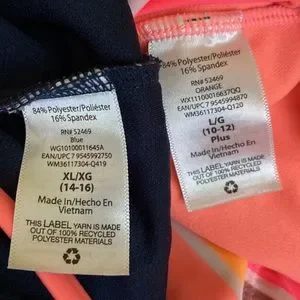 84% Polyester/Poliéster
16% Spandex
RN# 52469
Blue
WG1010011645A
EAN/UPC 7 9545992750
WM36117304-Q419
XL/XG
(14-16)
Made in/Hecho En
Vietnam
This LABEL YARN IS MADE
OUT OF 100% RECYCLED
POLYESTER MATERIALS
84% Polyester/Poliéster
16% Spandex
RN# 52469
ORANGE
WX11100016637QQ
EAN/UPC 7 9545994870
WM36117304-Q120
L/G
(10-12)
Plus
Made in/Hecho En
Vietnam
This LABEL YARN IS MADE
OUT OF 100% RECYCLED
POLYESTER MATERIALS